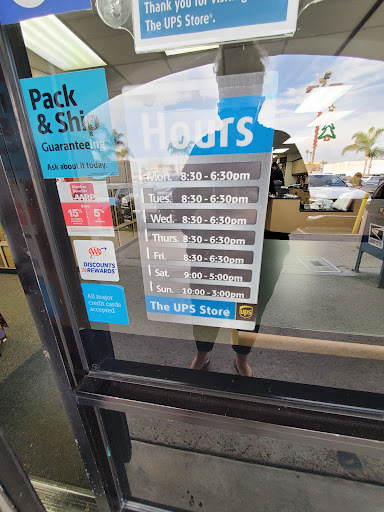 Thank you for visiting
The UPS Store®
Pack
& Ship
Guarantee
Ask about it today.
Hours
Mon. 8:30 - 6:30pm
Tues. 8:30 - 6:30pm
Wed. 8:30 - 6:30pm
Thurs. 8:30 - 6:30pm
Fri. 8:30 - 6:30pm
Sat. 9:00 - 5:00pm
Sun. 10:00 - 3:00pm
The UPS Store
ups
AARP
15% 5%
AAA
DISCOUNTS
& REWARDS
All major
credit cards
accepted.